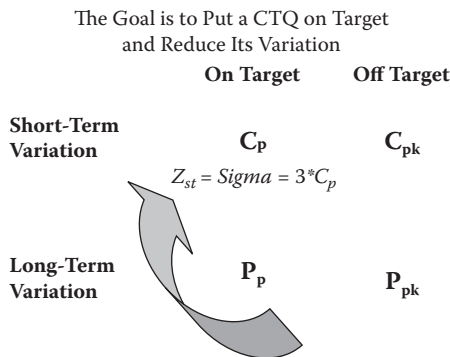 The Goal is to Put a CTQ on Target
and Reduce Its Variation
On Target Off Target
Short-Term
Variation
Cp Cpk
Zst = Sigma = 3*Cp
Long-Term
Variation
Pp Ppk